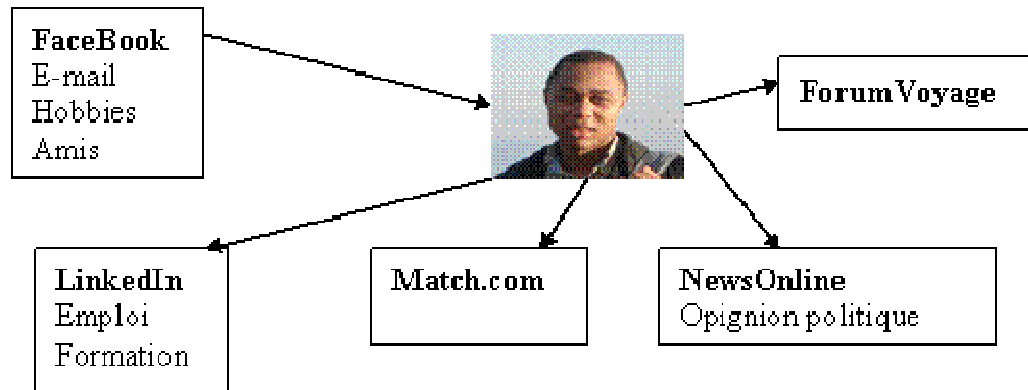 FaceBook
E-mail
Hobbies
Amis
ForumVoyage
LinkedIn
Emploi
Formation
Match.com
NewsOnline
Opignion politique